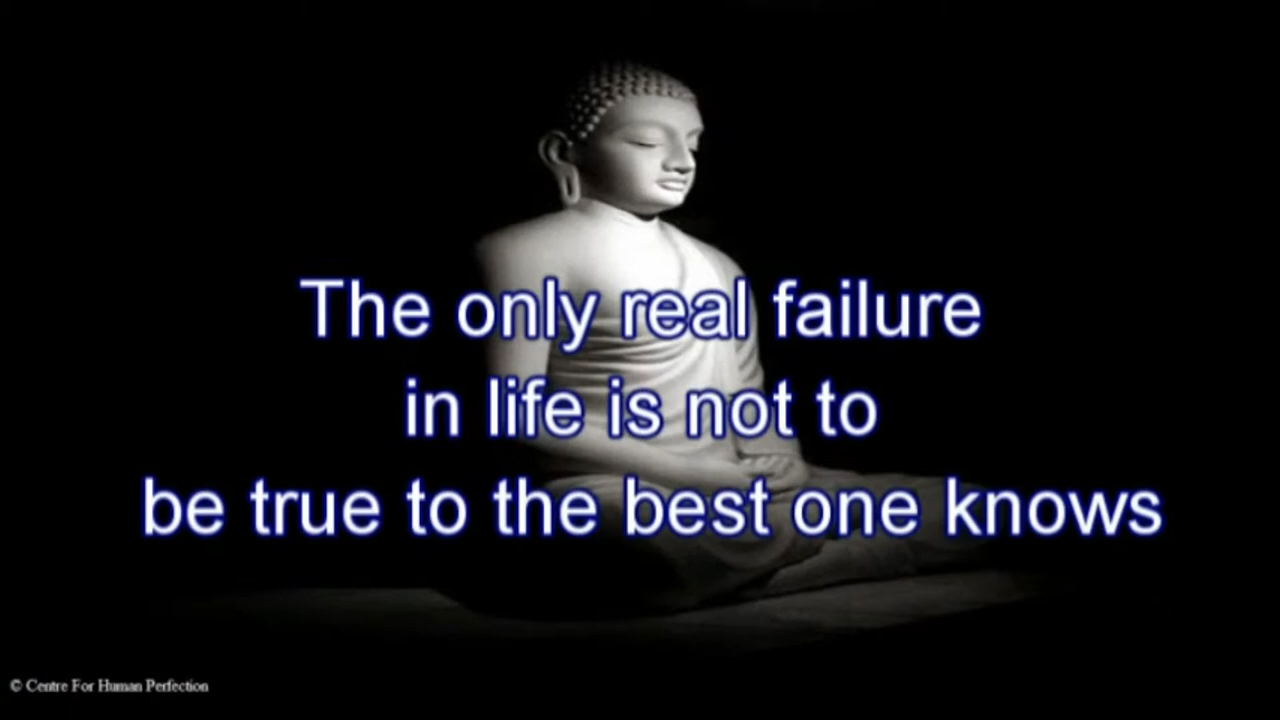 The only real failure
in life is not to
be true to the best one knows
© Centre For Human Perfection